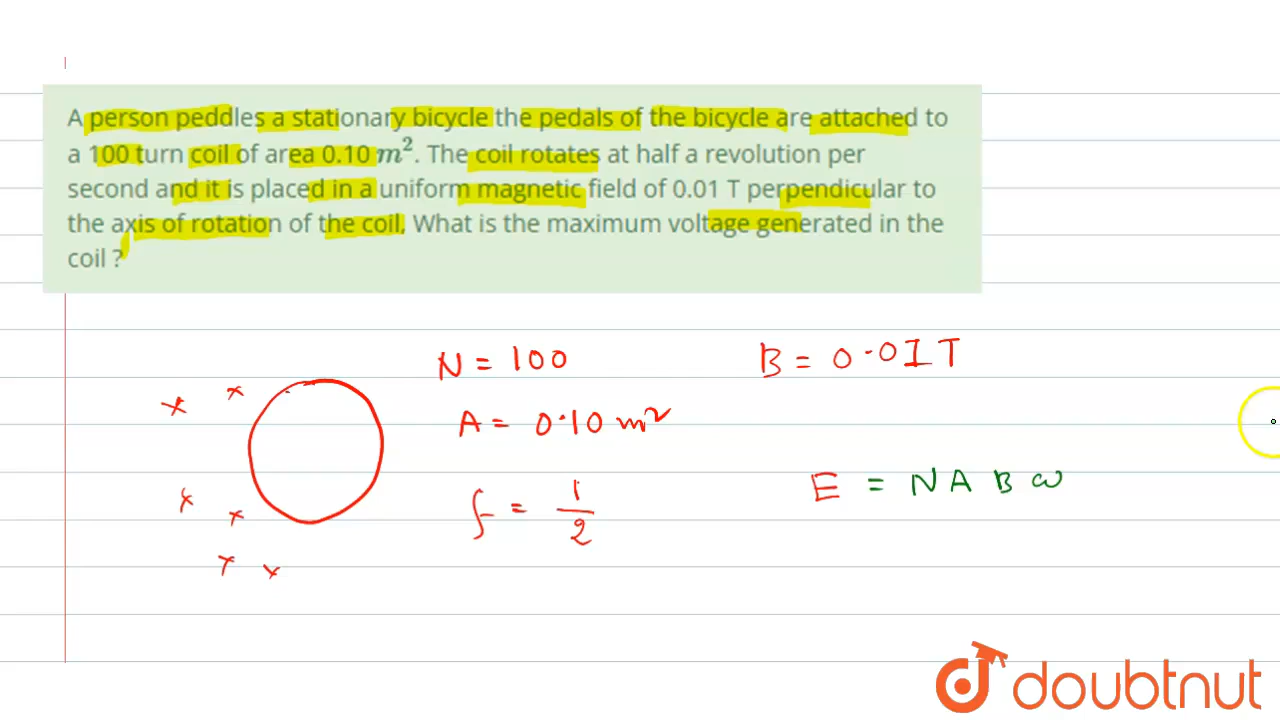 A person peddles a stationary bicycle the pedals of the bicycle are attached to
a 100 turn coil of area 0.10 m². The coil rotates at half a revolution per
second and it is placed in a uniform magnetic field of 0.01 T perpendicular to
the axis of rotation of the coil. What is the maximum voltage generated in the
coil ?
N = 100
B = 0.01 T
A = 0.10 m²
f = 1/2
E = N A B ω
doubtnut